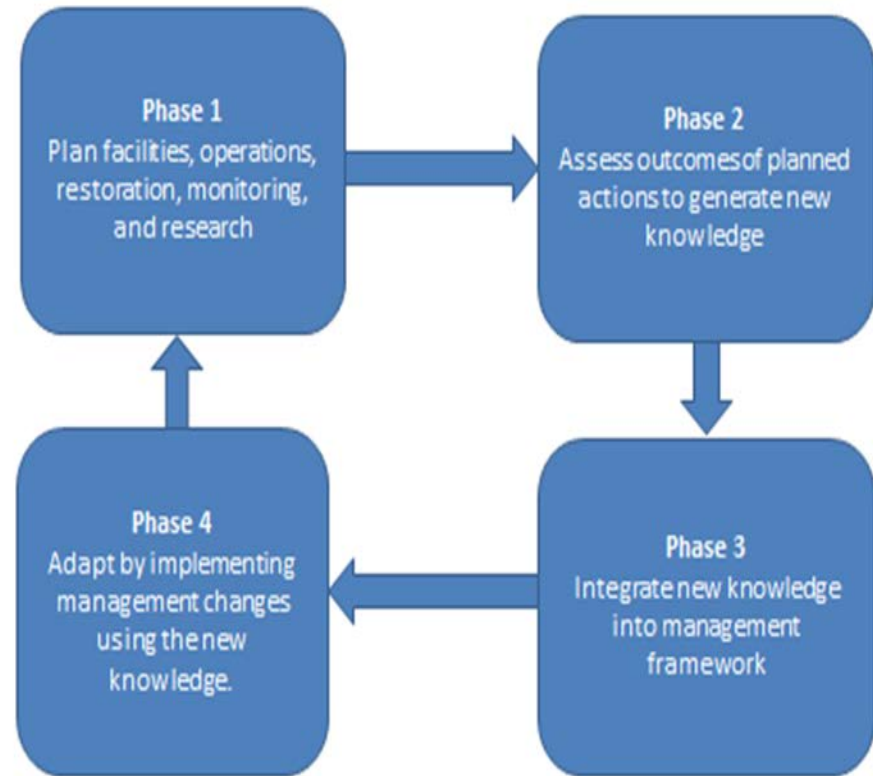 Phase 1
Plan facilities, operations,
restoration, monitoring,
and research
Phase 2
Assess outcomes of planned
actions to generate new
knowledge
Phase 3
Integrate new knowledge
into management
framework
Phase 4
Adapt by implementing
management changes
using the new
knowledge.